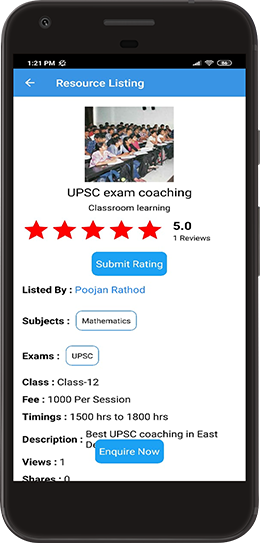 1:21 PM
86
Resource Listing
UPSC exam coaching
Classroom learning
5.0
1 Reviews
Submit Rating
Listed By : Poojan Rathod
Subjects : Mathematics
Exams : UPSC
Class : Class-12
Fee : 1000 Per Session
Timings : 1500 hrs to 1800 hrs
Description : Best UPSC coaching in East
De
Enquire Now
Views : 1
Shares : 0